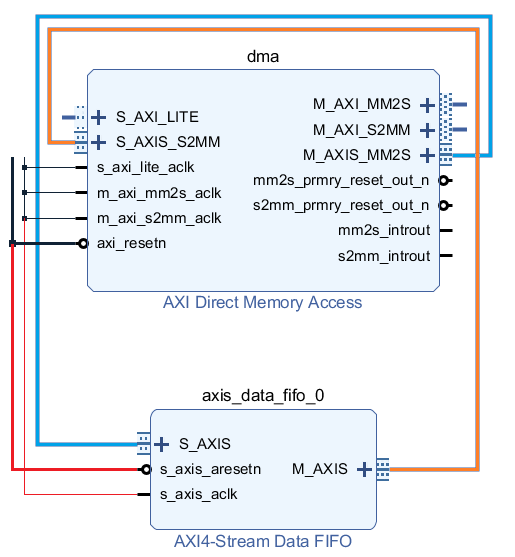 dma
S_AXI_LITE
S_AXIS_S2MM
s_axi_lite_aclk
m_axi_mm2s_aclk
m_axi_s2mm_aclk
axi_resetn
M_AXI_MM2S
M_AXI_S2MM
M_AXIS_MM2S
mm2s_prmry_reset_out_n
s2mm_prmry_reset_out_n
mm2s_introut
s2mm_introut
AXI Direct Memory Access
axis_data_fifo_0
S_AXIS
s_axis_aresetn
s_axis_aclk
M_AXIS
AXI4-Stream Data FIFO